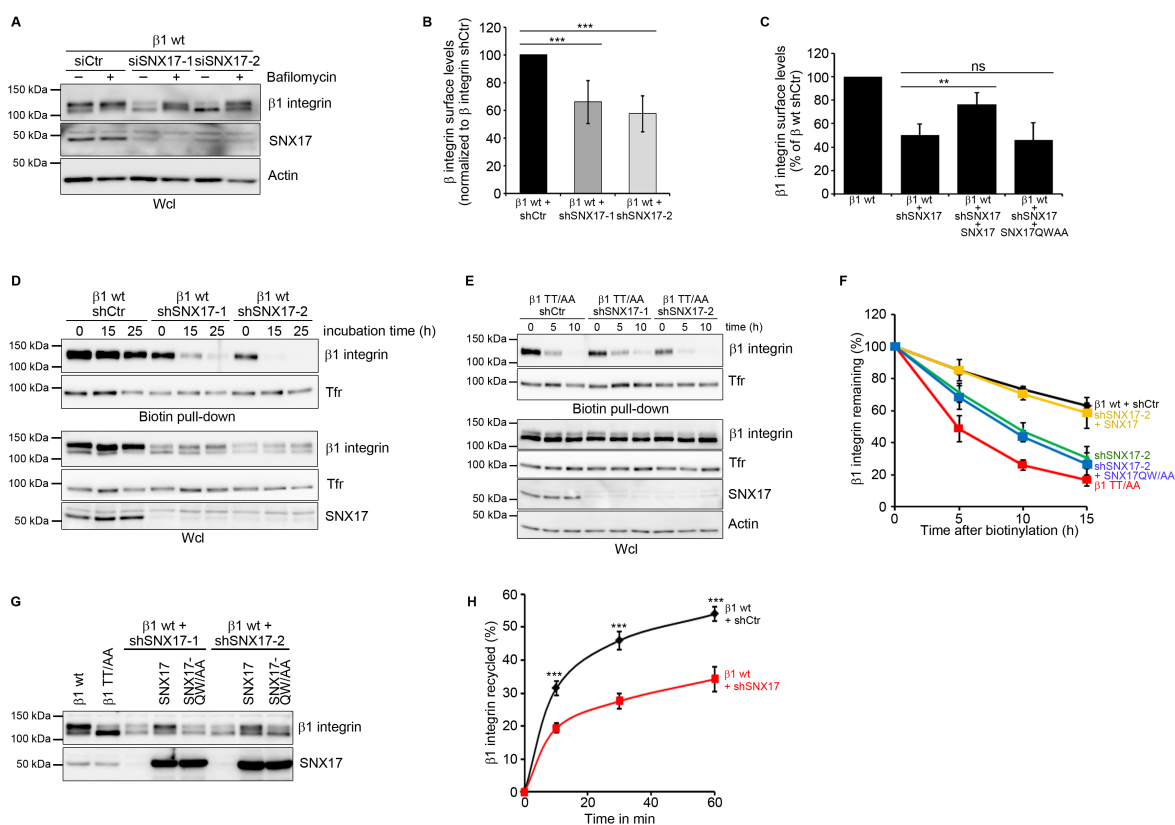 A
β1 wt
siCtr siSNX17-1 siSNX17-2
– + – + – + Bafilomycin
150 kDa
100 kDa
β1 integrin
50 kDa
SNX17
50 kDa
Actin
Wcl
B
β integrin surface levels
(normalized to β integrin shCtr)
120
100
80
60
40
20
0
***
***
β1 wt +
shCtr
β1 wt +
shSNX17-1
β1 wt +
shSNX17-2
C
β1 integrin surface levels
(% of β wt shCtr)
120
100
80
60
40
20
0
ns
**
β1 wt
β1 wt
+
shSNX17
β1 wt
+
shSNX17
+
SNX17
β1 wt
+
shSNX17
+
SNX17QWAA
D
β1 wt
shCtr
β1 wt
shSNX17-1
β1 wt
shSNX17-2
0 15 25 0 15 25 0 15 25 incubation time (h)
150 kDa
100 kDa
β1 integrin
100 kDa
Tfr
Biotin pull-down
150 kDa
100 kDa
β1 integrin
100 kDa
Tfr
50 kDa
SNX17
Wcl
E
β1 TT/AA
shCtr
β1 TT/AA
shSNX17-1
β1 TT/AA
shSNX17-2
0 5 10 0 5 10 0 5 10 time (h)
150 kDa
100 kDa
β1 integrin
100 kDa
Tfr
Biotin pull-down
150 kDa
100 kDa
β1 integrin
100 kDa
Tfr
50 kDa
SNX17
50 kDa
Actin
Wcl
F
β1 integrin remaining (%)
120
100
80
60
40
20
0
0 5 10 15
Time after biotinylation (h)
β1 wt + shCtr
shSNX17-2
+ SNX17
shSNX17-2
shSNX17-2
+ SNX17QW/AA
β1 TT/AA
G
β1 wt
β1 TT/AA
β1 wt +
shSNX17-1
β1 wt +
shSNX17-2
SNX17
SNX17-
QW/AA
SNX17
SNX17-
QW/AA
150 kDa
100 kDa
β1 integrin
50 kDa
SNX17
H
β1 integrin recycled (%)
60
50
40
30
20
10
0
0 20 40 60
Time in min
***
***
***
β1 wt
+ shCtr
β1 wt
+ shSNX17